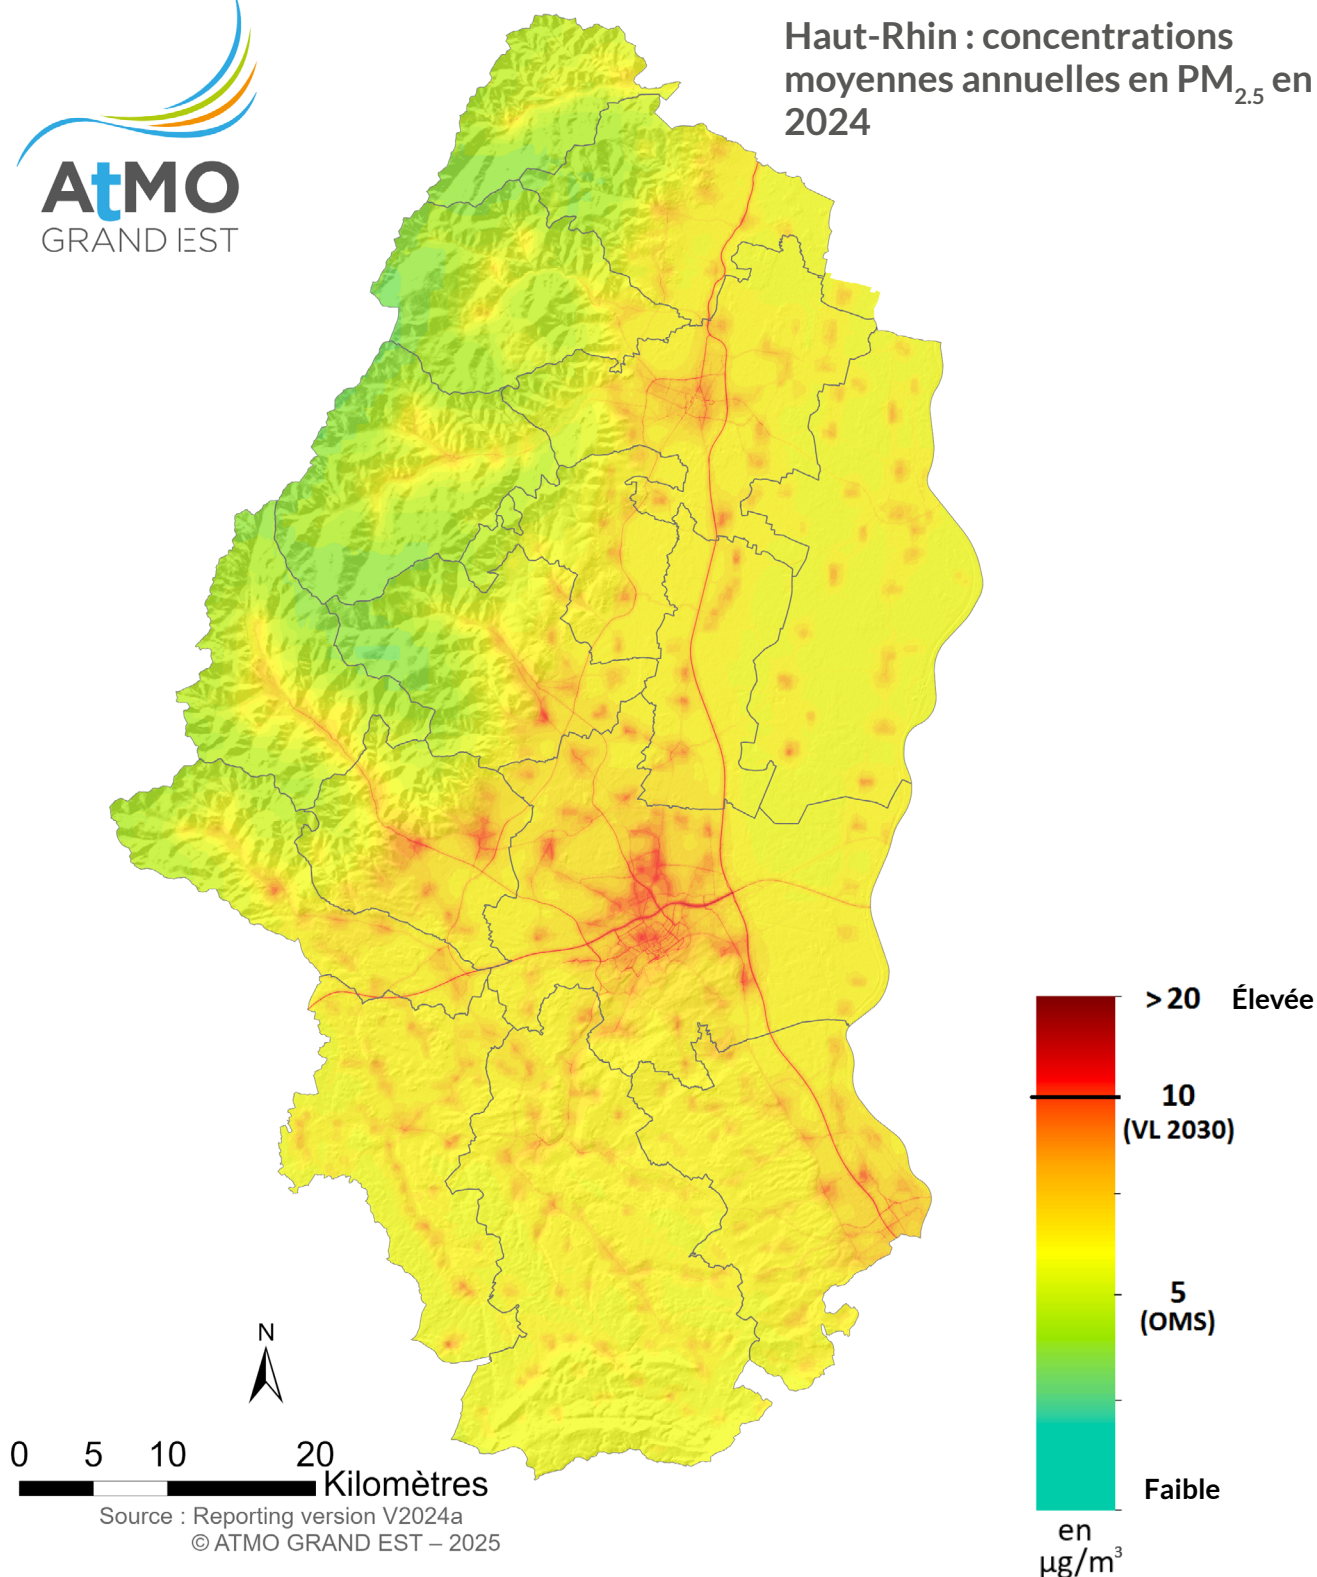 Haut-Rhin : concentrations
moyennes annuelles en PM2.5 en
2024
AtMO
GRAND EST
> 20 Élevée
10
(VL 2030)
5
(OMS)
Faible
en
µg/m³
N
0 5 10 20
Kilomètres
Source : Reporting version V2024a
© ATMO GRAND EST – 2025